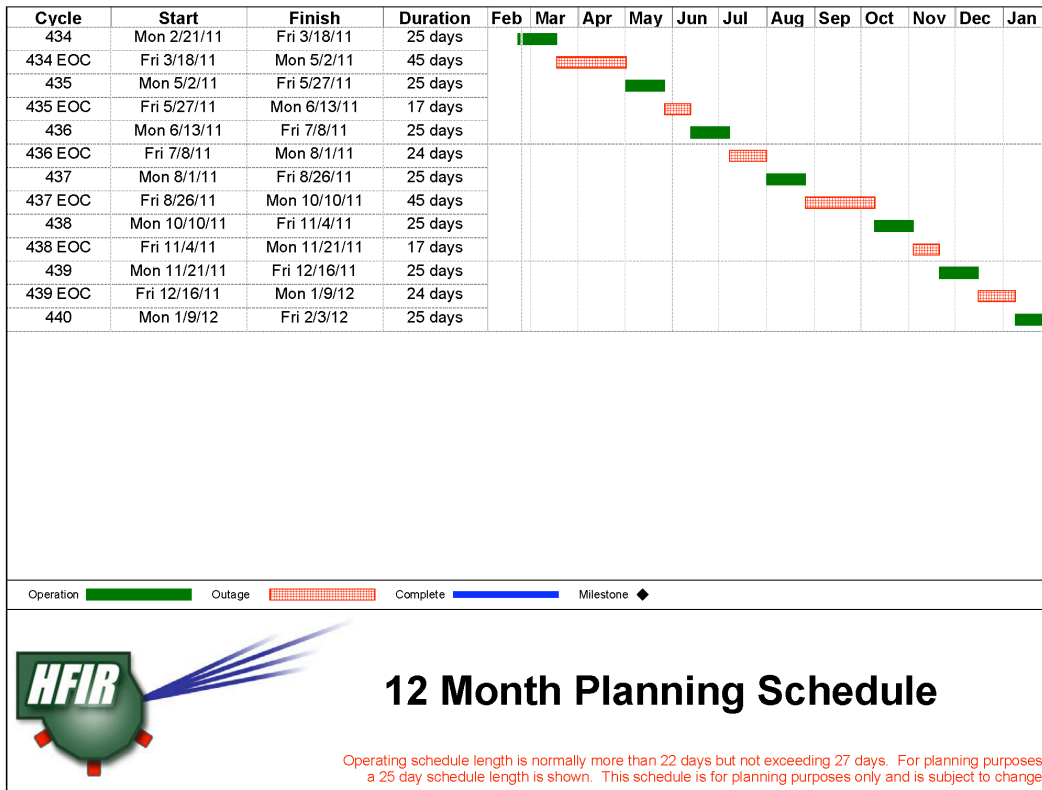 Cycle Start Finish Duration Feb Mar Apr May Jun Jul Aug Sep Oct Nov Dec Jan
434 Mon 2/21/11 Fri 3/18/11 25 days
434 EOC Fri 3/18/11 Mon 5/2/11 45 days
435 Mon 5/2/11 Fri 5/27/11 25 days
435 EOC Fri 5/27/11 Mon 6/13/11 17 days
436 Mon 6/13/11 Fri 7/8/11 25 days
436 EOC Fri 7/8/11 Mon 8/1/11 24 days
437 Mon 8/1/11 Fri 8/26/11 25 days
437 EOC Fri 8/26/11 Mon 10/10/11 45 days
438 Mon 10/10/11 Fri 11/4/11 25 days
438 EOC Fri 11/4/11 Mon 11/21/11 17 days
439 Mon 11/21/11 Fri 12/16/11 25 days
439 EOC Fri 12/16/11 Mon 1/9/12 24 days
440 Mon 1/9/12 Fri 2/3/12 25 days
Operation Outage Complete Milestone
HFIR
12 Month Planning Schedule
Operating schedule length is normally more than 22 days but not exceeding 27 days. For planning purposes
a 25 day schedule length is shown. This schedule is for planning purposes only and is subject to change